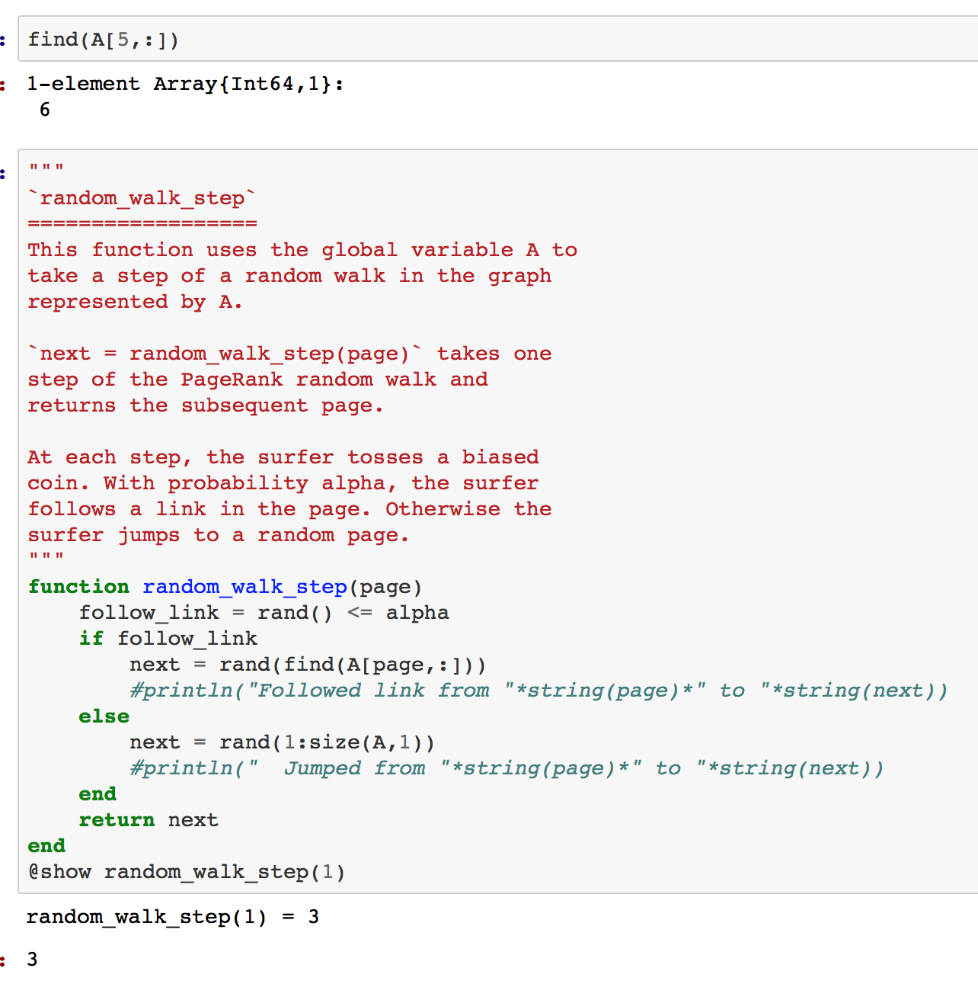 find(A[5,:])
1-element Array{Int64,1}:
 6
"""
`random_walk_step`
==================
This function uses the global variable A to
take a step of a random walk in the graph
represented by A.
`next = random_walk_step(page)` takes one
step of the PageRank random walk and
returns the subsequent page.
At each step, the surfer tosses a biased
coin. With probability alpha, the surfer
follows a link in the page. Otherwise the
surfer jumps to a random page.
"""
function random_walk_step(page)
    follow_link = rand() <= alpha
    if follow_link
        next = rand(find(A[page,:]))
        #println("Followed link from "*string(page)*" to "*string(next))
    else
        next = rand(1:size(A,1))
        #println("  Jumped from "*string(page)*" to "*string(next))
    end
    return next
end
@show random_walk_step(1)
random_walk_step(1) = 3
3